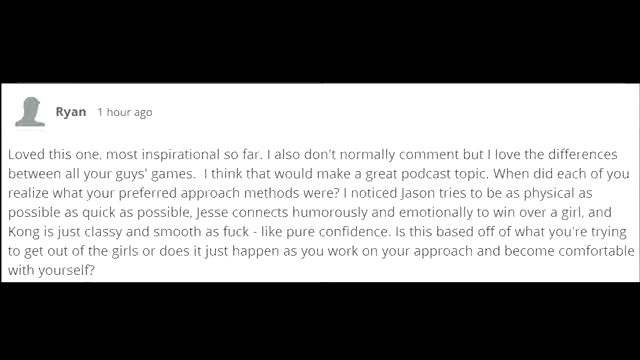 Ryan 1 hour ago
Loved this one, most inspirational so far. I also don't normally comment but I love the differences
between all your guys' games.  I think that would make a great podcast topic. When did each of you
realize what your preferred approach methods were? I noticed Jason tries to be as physical as
possible as quick as possible, Jesse connects humorously and emotionally to win over a girl, and
Kong is just classy and smooth as fuck - like pure confidence. Is this based off of what you're trying
to get out of the girls or does it just happen as you work on your approach and become comfortable
with yourself?